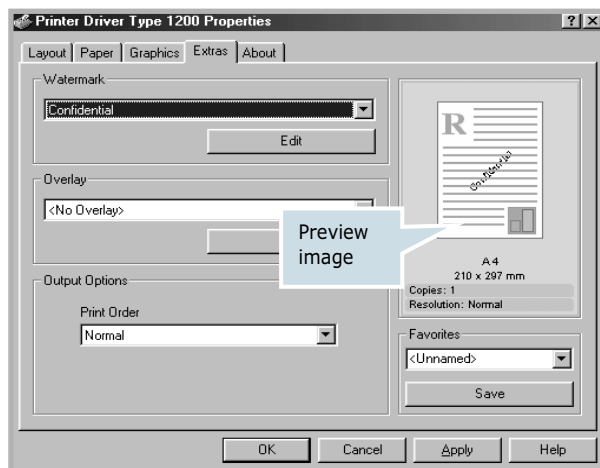 Printer Driver Type 1200 Properties
Layout Paper Graphics Extras About
Watermark
Confidential
Edit
Overlay
<No Overlay>
Output Options
Print Order
Normal
R
Confidential
Preview
image
A4
210 x 297 mm
Copies: 1
Resolution: Normal
Favorites
<Unnamed>
Save
OK Cancel Apply Help